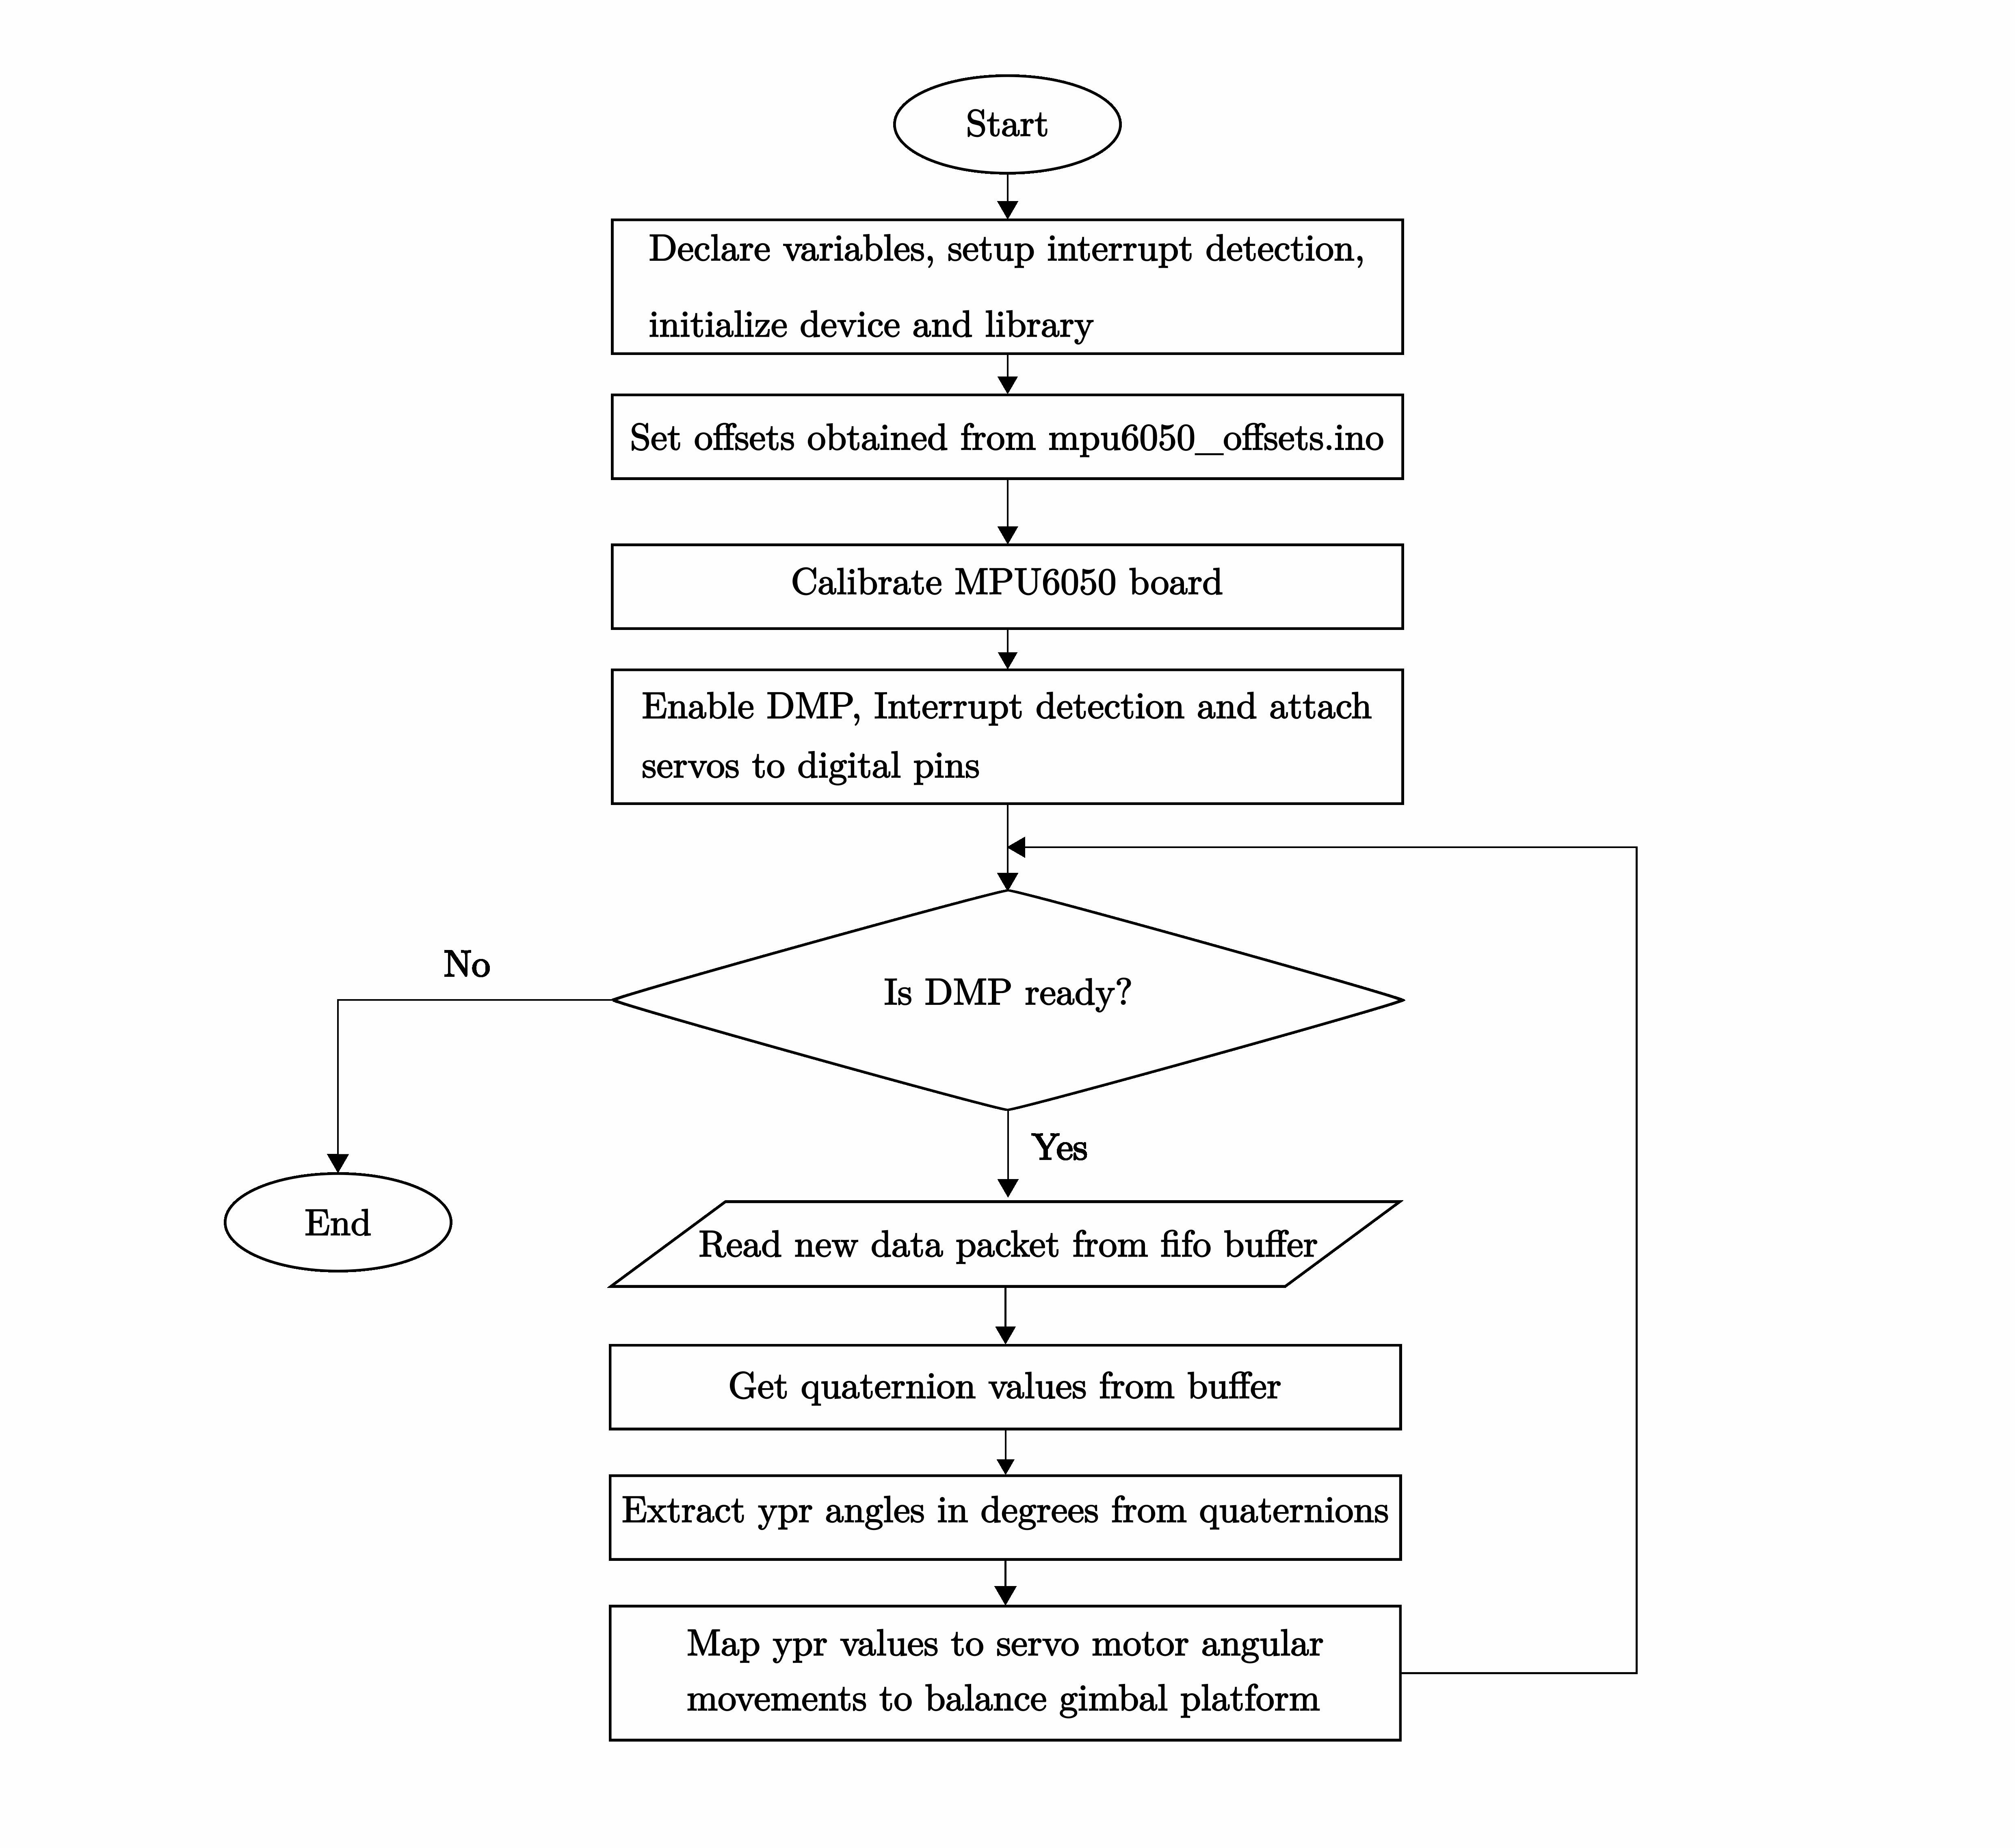 Start
Declare variables, setup interrupt detection,
initialize device and library
Set offsets obtained from mpu6050_offsets.ino
Calibrate MPU6050 board
Enable DMP, Interrupt detection and attach
servos to digital pins
No
Is DMP ready?
Yes
End
Read new data packet from fifo buffer
Get quaternion values from buffer
Extract ypr angles in degrees from quaternions
Map ypr values to servo motor angular
movements to balance gimbal platform